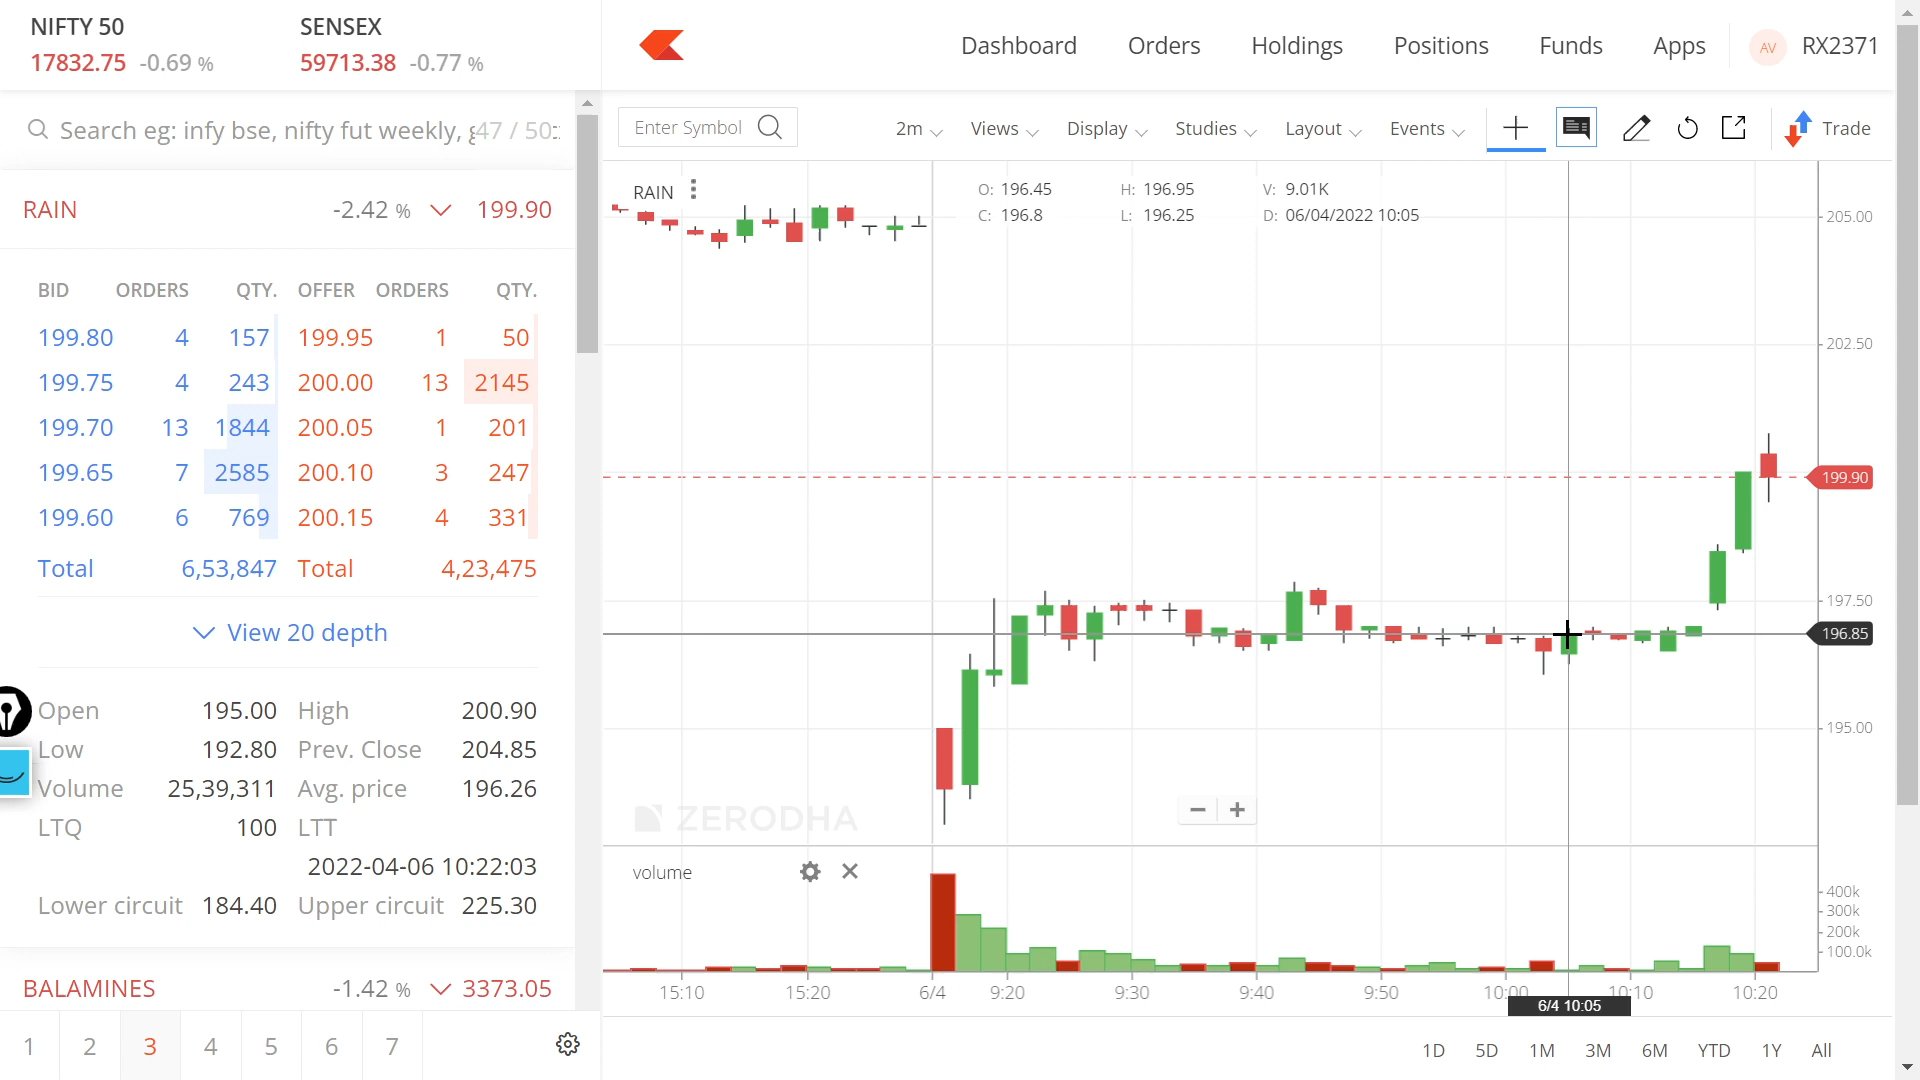 NIFTY 50
17832.75 -0.69 %
SENSEX
59713.38 -0.77 %
Dashboard Orders Holdings Positions Funds Apps AV RX2371
Search eg: infy bse, nifty fut weekly, 47 / 50
Enter Symbol 2m Views Display Studies Layout Events Trade
RAIN -2.42 % 199.90
BID ORDERS QTY. OFFER ORDERS QTY.
199.80 4 157 199.95 1 50
199.75 4 243 200.00 13 2145
199.70 13 1844 200.05 1 201
199.65 7 2585 200.10 3 247
199.60 6 769 200.15 4 331
Total 6,53,847 Total 4,23,475
View 20 depth
Open 195.00 High 200.90
Low 192.80 Prev. Close 204.85
Volume 25,39,311 Avg. price 196.26
LTQ 100 LTT
2022-04-06 10:22:03
Lower circuit 184.40 Upper circuit 225.30
BALAMINES -1.42 % 3373.05
1 2 3 4 5 6 7
RAIN
O: 196.45 H: 196.95 V: 9.01K
C: 196.8 L: 196.25 D: 06/04/2022 10:05
205.00
202.50
199.90
197.50
196.85
195.00
ZERODHA
volume
400k
300k
200k
100.0k
15:10 15:20 6/4 9:20 9:30 9:40 9:50 10:00 10:10 10:20
6/4 10:05
1D 5D 1M 3M 6M YTD 1Y All